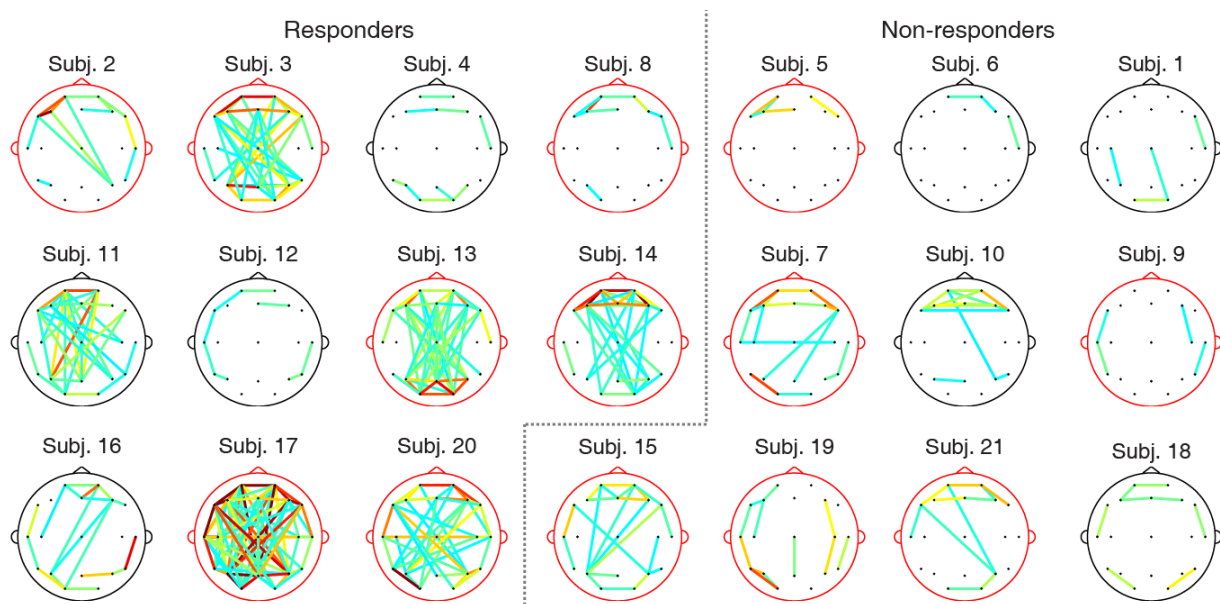 Responders Non-responders
Subj. 2 Subj. 3 Subj. 4 Subj. 8 Subj. 5 Subj. 6 Subj. 1
Subj. 11 Subj. 12 Subj. 13 Subj. 14 Subj. 7 Subj. 10 Subj. 9
Subj. 16 Subj. 17 Subj. 20 Subj. 15 Subj. 19 Subj. 21 Subj. 18